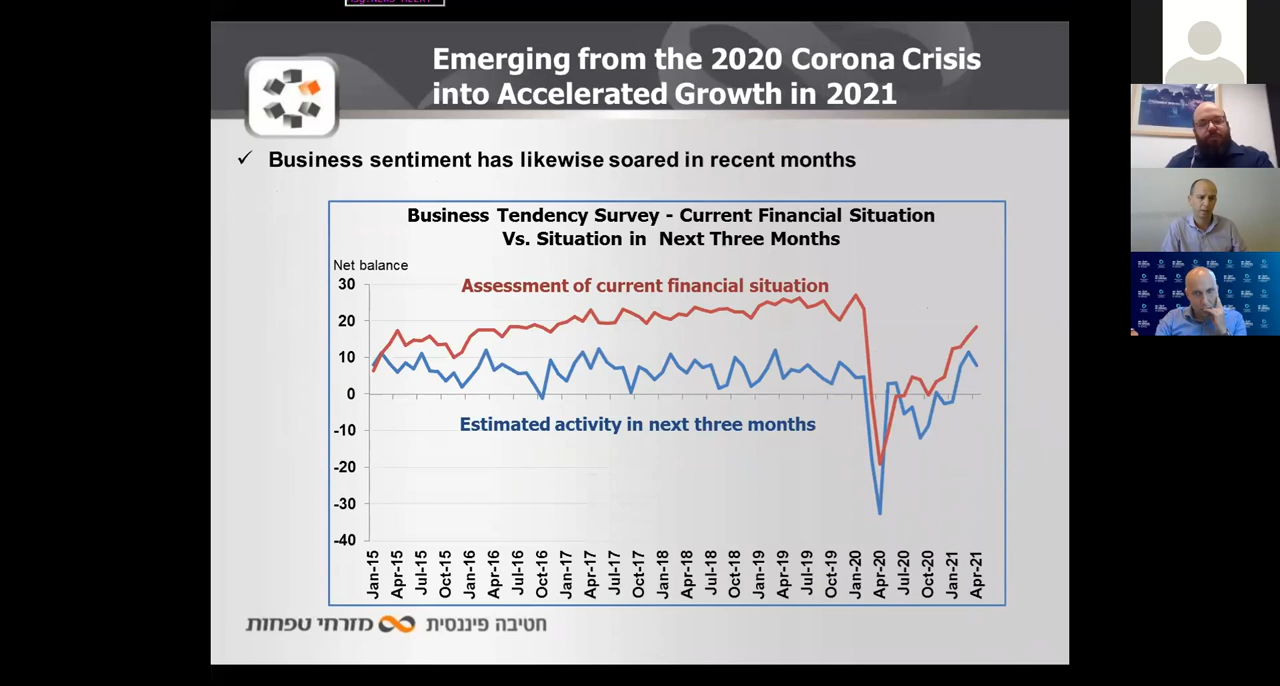 Emerging from the 2020 Corona Crisis
into Accelerated Growth in 2021
✓ Business sentiment has likewise soared in recent months
Business Tendency Survey - Current Financial Situation
Vs. Situation in Next Three Months
Net balance
Assessment of current financial situation
Estimated activity in next three months
30
20
10
0
-10
-20
-30
-40
Jan-15
Apr-15
Jul-15
Oct-15
Jan-16
Apr-16
Jul-16
Oct-16
Jan-17
Apr-17
Jul-17
Oct-17
Jan-18
Apr-18
Jul-18
Oct-18
Jan-19
Apr-19
Jul-19
Oct-19
Jan-20
Apr-20
Jul-20
Oct-20
Jan-21
Apr-21
חטיבה פיננסית מזרחי טפחות